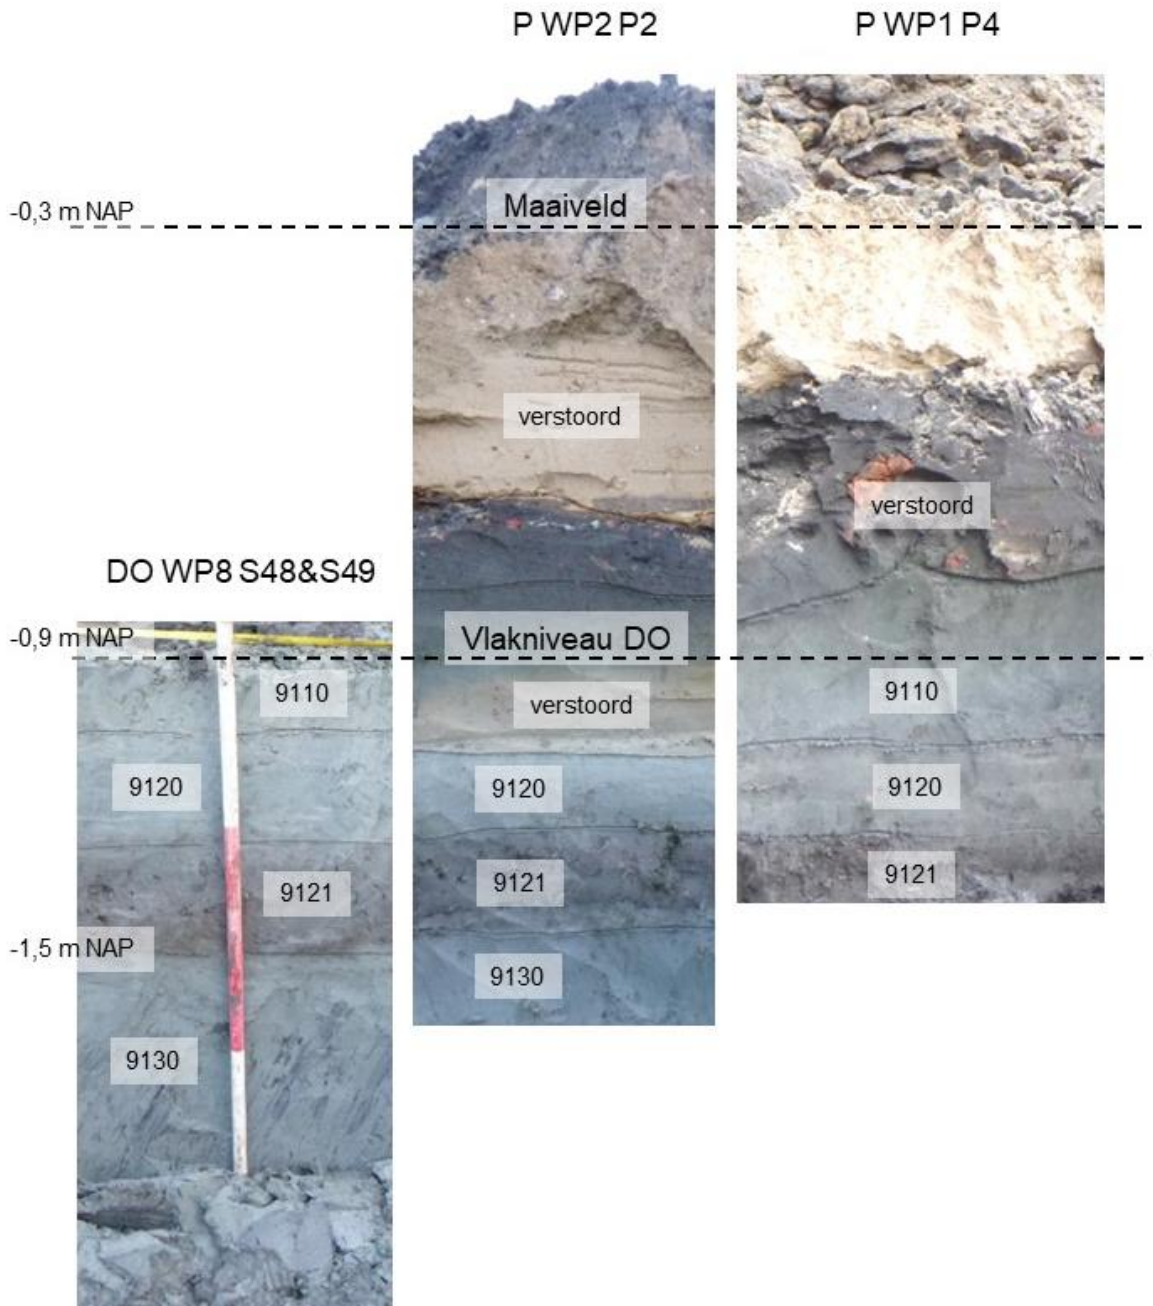 P WP2 P2
P WP1 P4
-0,3 m NAP
Maaiveld
verstoord
verstoord
DO WP8 S48&S49
-0,9 m NAP
Vlakniveau DO
9110
verstoord
9110
9120
9120
9120
9121
9121
9121
-1,5 m NAP
9130
9130